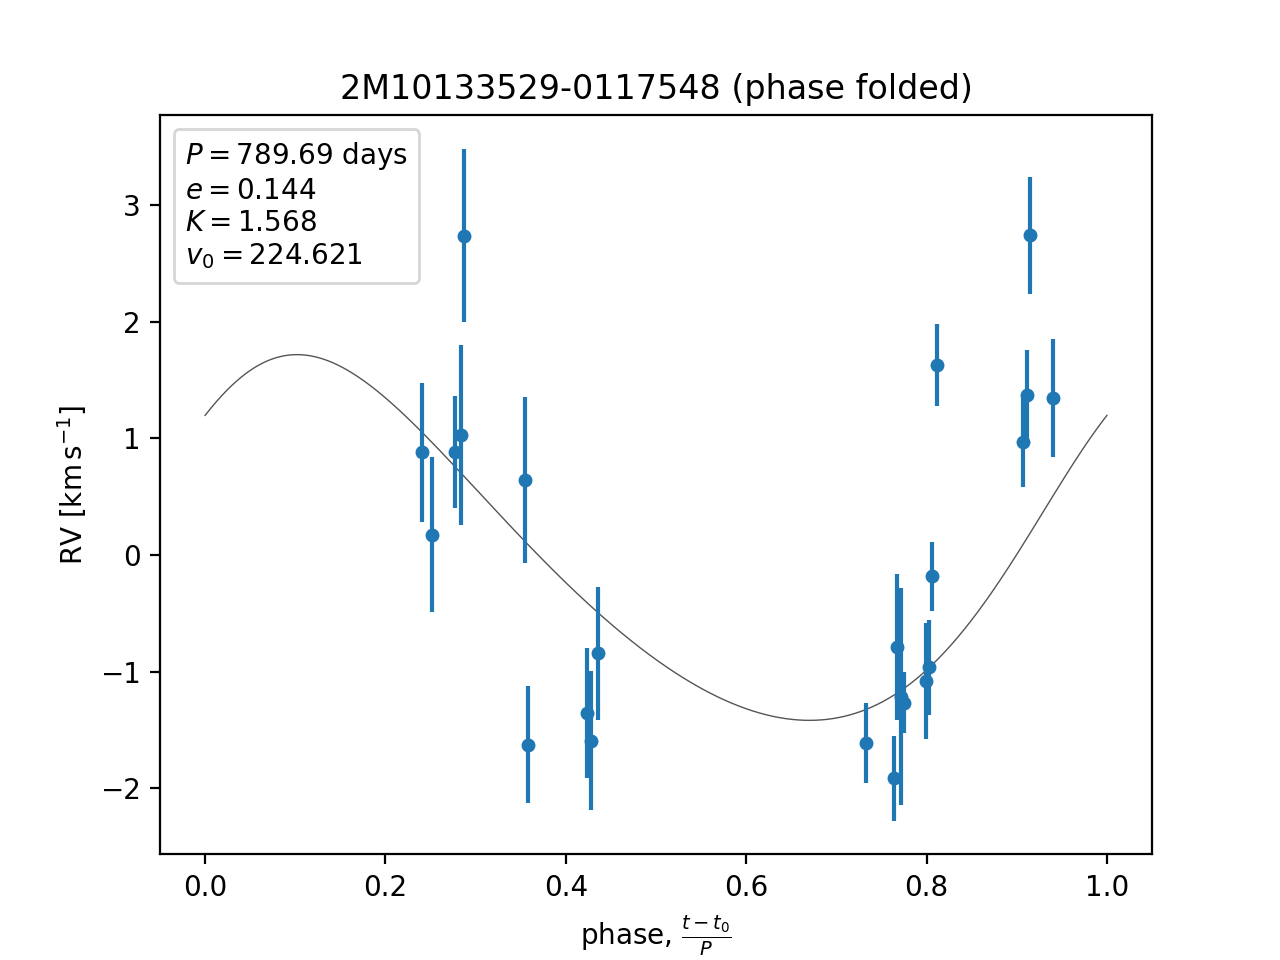 2M10133529-0117548 (phase folded)
P = 789.69 days
e = 0.144
K = 1.568
v₀ = 224.621
3
2
1
0
−1
−2
RV [km s⁻¹]
0.0 0.2 0.4 0.6 0.8 1.0
phase, (t − t₀)/P